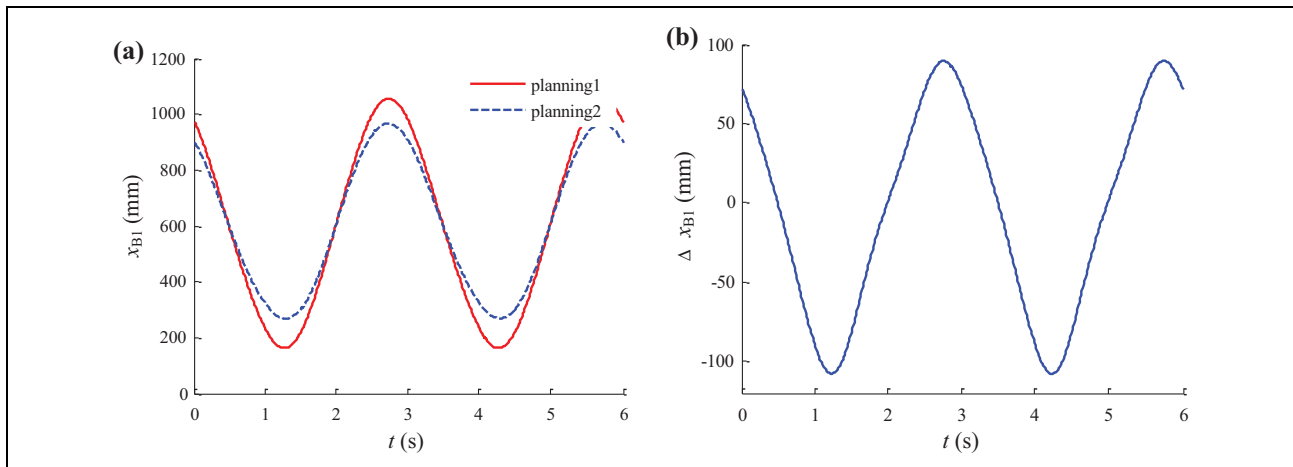 (a)
1200
1000
800
600
400
200
0
x_B1 (mm)
planning1
planning2
0 1 2 3 4 5 6
t (s)
(b)
100
50
0
-50
-100
Δ x_B1 (mm)
0 1 2 3 4 5 6
t (s)